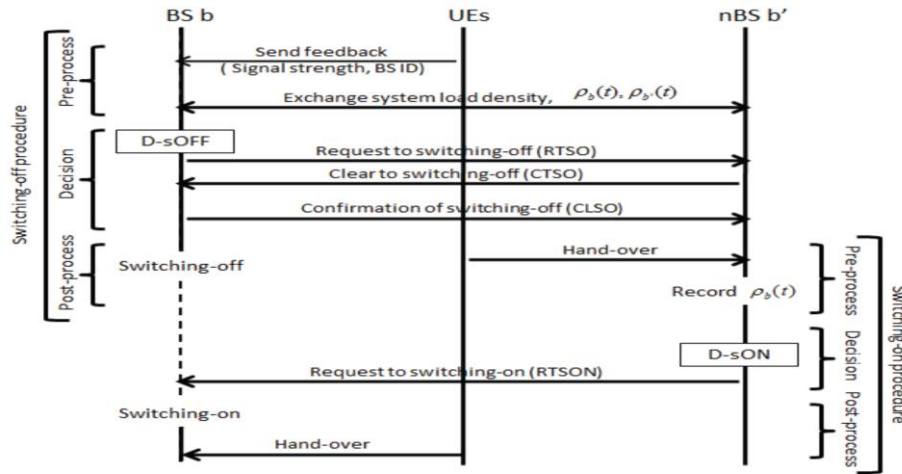 BS b
UEs
nBS b’
Send feedback
( Signal strength, BS ID)
Exchange system load density, ρb(t), ρb'(t)
D-sOFF
Request to switching-off (RTSO)
Clear to switching-off (CTSO)
Confirmation of switching-off (CLSO)
Hand-over
Switching-off
Record ρb(t)
D-sON
Request to switching-on (RTSON)
Switching-on
Hand-over
Switching-off procedure
Pre-process
Decision
Post-process
Pre-process
Decision
Post-process
Switching-on procedure